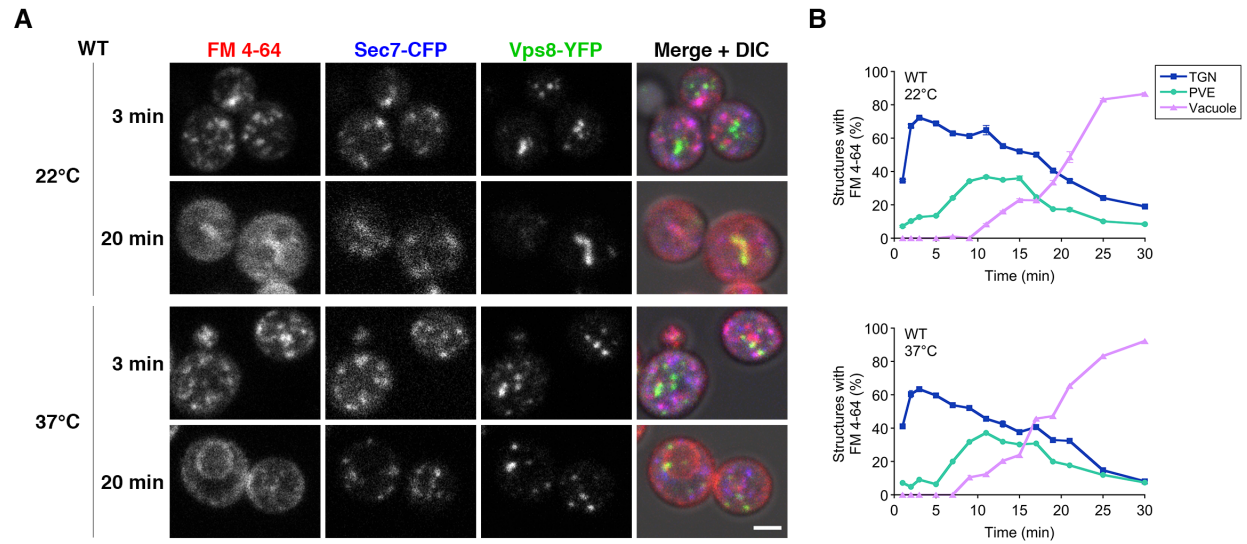 A
WT
FM 4-64
Sec7-CFP
Vps8-YFP
Merge + DIC
22°C
3 min
20 min
37°C
3 min
20 min
B
100
80
60
40
20
0
Structures with
FM 4-64 (%)
WT
22°C
0
5
10
15
20
25
30
Time (min)
TGN
PVE
Vacuole
100
80
60
40
20
0
Structures with
FM 4-64 (%)
WT
37°C
0
5
10
15
20
25
30
Time (min)